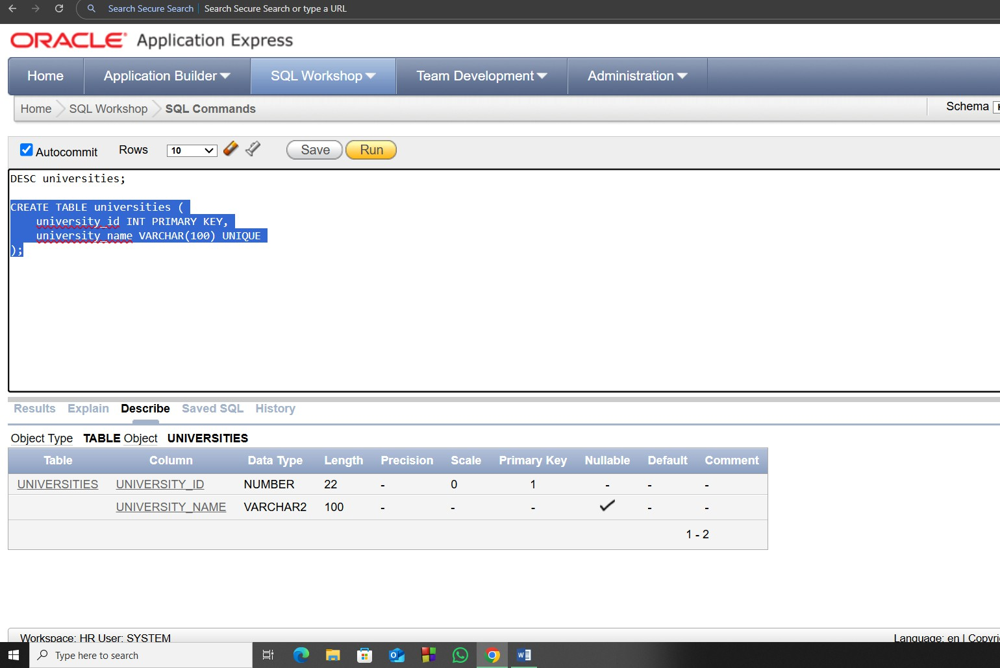 Search Secure Search Search Secure Search or type a URL
ORACLE® Application Express
Home Application Builder SQL Workshop Team Development Administration
Home SQL Workshop SQL Commands Schema
Autocommit Rows 10 Save Run
DESC universities;
CREATE TABLE universities (
university_id INT PRIMARY KEY,
university_name VARCHAR(100) UNIQUE
);
Results Explain Describe Saved SQL History
Object Type TABLE Object UNIVERSITIES
Table Column Data Type Length Precision Scale Primary Key Nullable Default Comment
UNIVERSITIES UNIVERSITY_ID NUMBER 22 - 0 1 - - -
UNIVERSITY_NAME VARCHAR2 100 - - - - -
1 - 2
Workspace: HR User: SYSTEM Language: en | Copyri
Type here to search